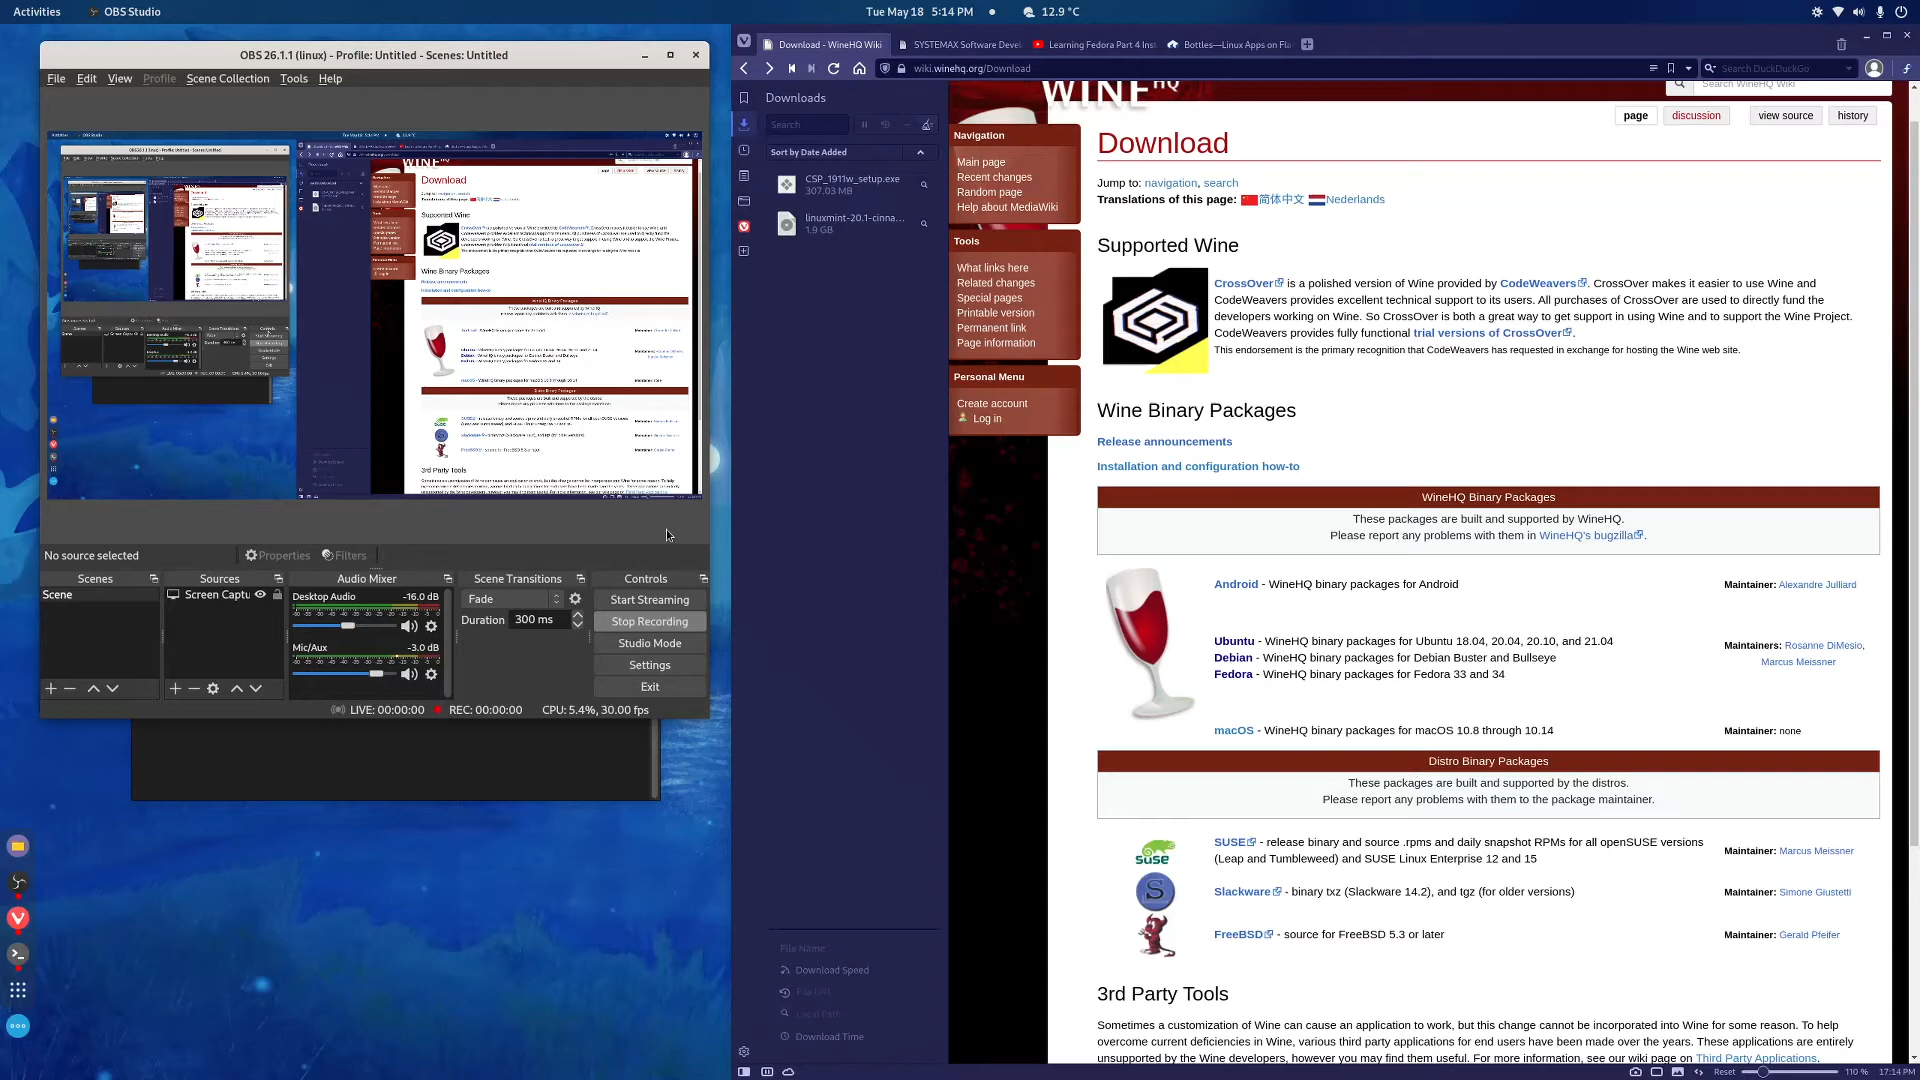 Activities
OBS Studio
Tue May 18  5:14 PM
12.9 °C
OBS 26.1.1 (linux) - Profile: Untitled - Scenes: Untitled
File Edit View Profile Scene Collection Tools Help
No source selected
Properties
Filters
Scenes
Sources
Audio Mixer
Scene Transitions
Controls
Scene
Screen Captu
Desktop Audio
-16.0 dB
Mic/Aux
-3.0 dB
Fade
Duration 300 ms
Start Streaming
Stop Recording
Studio Mode
Settings
Exit
LIVE: 00:00:00
REC: 00:00:00
CPU: 5.4%, 30.00 fps
Download - WineHQ Wiki
SYSTEMAX Software Devel
Learning Fedora Part 4 Inst
Bottles—Linux Apps on Fla
wiki.winehq.org/Download
Search DuckDuckGo
Downloads
Search
Sort by Date Added
CSP_1911w_setup.exe
307.03 MB
linuxmint-20.1-cinna...
1.9 GB
File Name
Download Speed
File URL
Local Path
Download Time
WINE HQ
Search WineHQ Wiki
Navigation
Main page
Recent changes
Random page
Help about MediaWiki
Tools
What links here
Related changes
Special pages
Printable version
Permanent link
Page information
Personal Menu
Create account
Log in
page
discussion
view source
history
Download
Jump to: navigation, search
Translations of this page: 简体中文 Nederlands
Supported Wine
CrossOver is a polished version of Wine provided by CodeWeavers. CrossOver makes it easier to use Wine and
CodeWeavers provides excellent technical support to its users. All purchases of CrossOver are used to directly fund the
developers working on Wine. So CrossOver is both a great way to get support in using Wine and to support the Wine Project.
CodeWeavers provides fully functional trial versions of CrossOver.
This endorsement is the primary recognition that CodeWeavers has requested in exchange for hosting the Wine web site.
Wine Binary Packages
Release announcements
Installation and configuration how-to
WineHQ Binary Packages
These packages are built and supported by WineHQ.
Please report any problems with them in WineHQ's bugzilla.
Android - WineHQ binary packages for Android
Maintainer: Alexandre Julliard
Ubuntu - WineHQ binary packages for Ubuntu 18.04, 20.04, 20.10, and 21.04
Debian - WineHQ binary packages for Debian Buster and Bullseye
Fedora - WineHQ binary packages for Fedora 33 and 34
Maintainers: Rosanne DiMesio,
Marcus Meissner
macOS - WineHQ binary packages for macOS 10.8 through 10.14
Maintainer: none
Distro Binary Packages
These packages are built and supported by the distros.
Please report any problems with them to the package maintainer.
SUSE
SUSE - release binary and source .rpms and daily snapshot RPMs for all openSUSE versions
(Leap and Tumbleweed) and SUSE Linux Enterprise 12 and 15
Maintainer: Marcus Meissner
Slackware - binary txz (Slackware 14.2), and tgz (for older versions)
Maintainer: Simone Giustetti
FreeBSD - source for FreeBSD 5.3 or later
Maintainer: Gerald Pfeifer
3rd Party Tools
Sometimes a customization of Wine can cause an application to work, but this change cannot be incorporated into Wine for some reason. To help
overcome current deficiencies in Wine, various third party applications for end users have been made over the years. These applications are entirely
unsupported by the Wine developers, however you may find them useful. For more information, see our wiki page on Third Party Applications.
Reset
110 %
17:14 PM